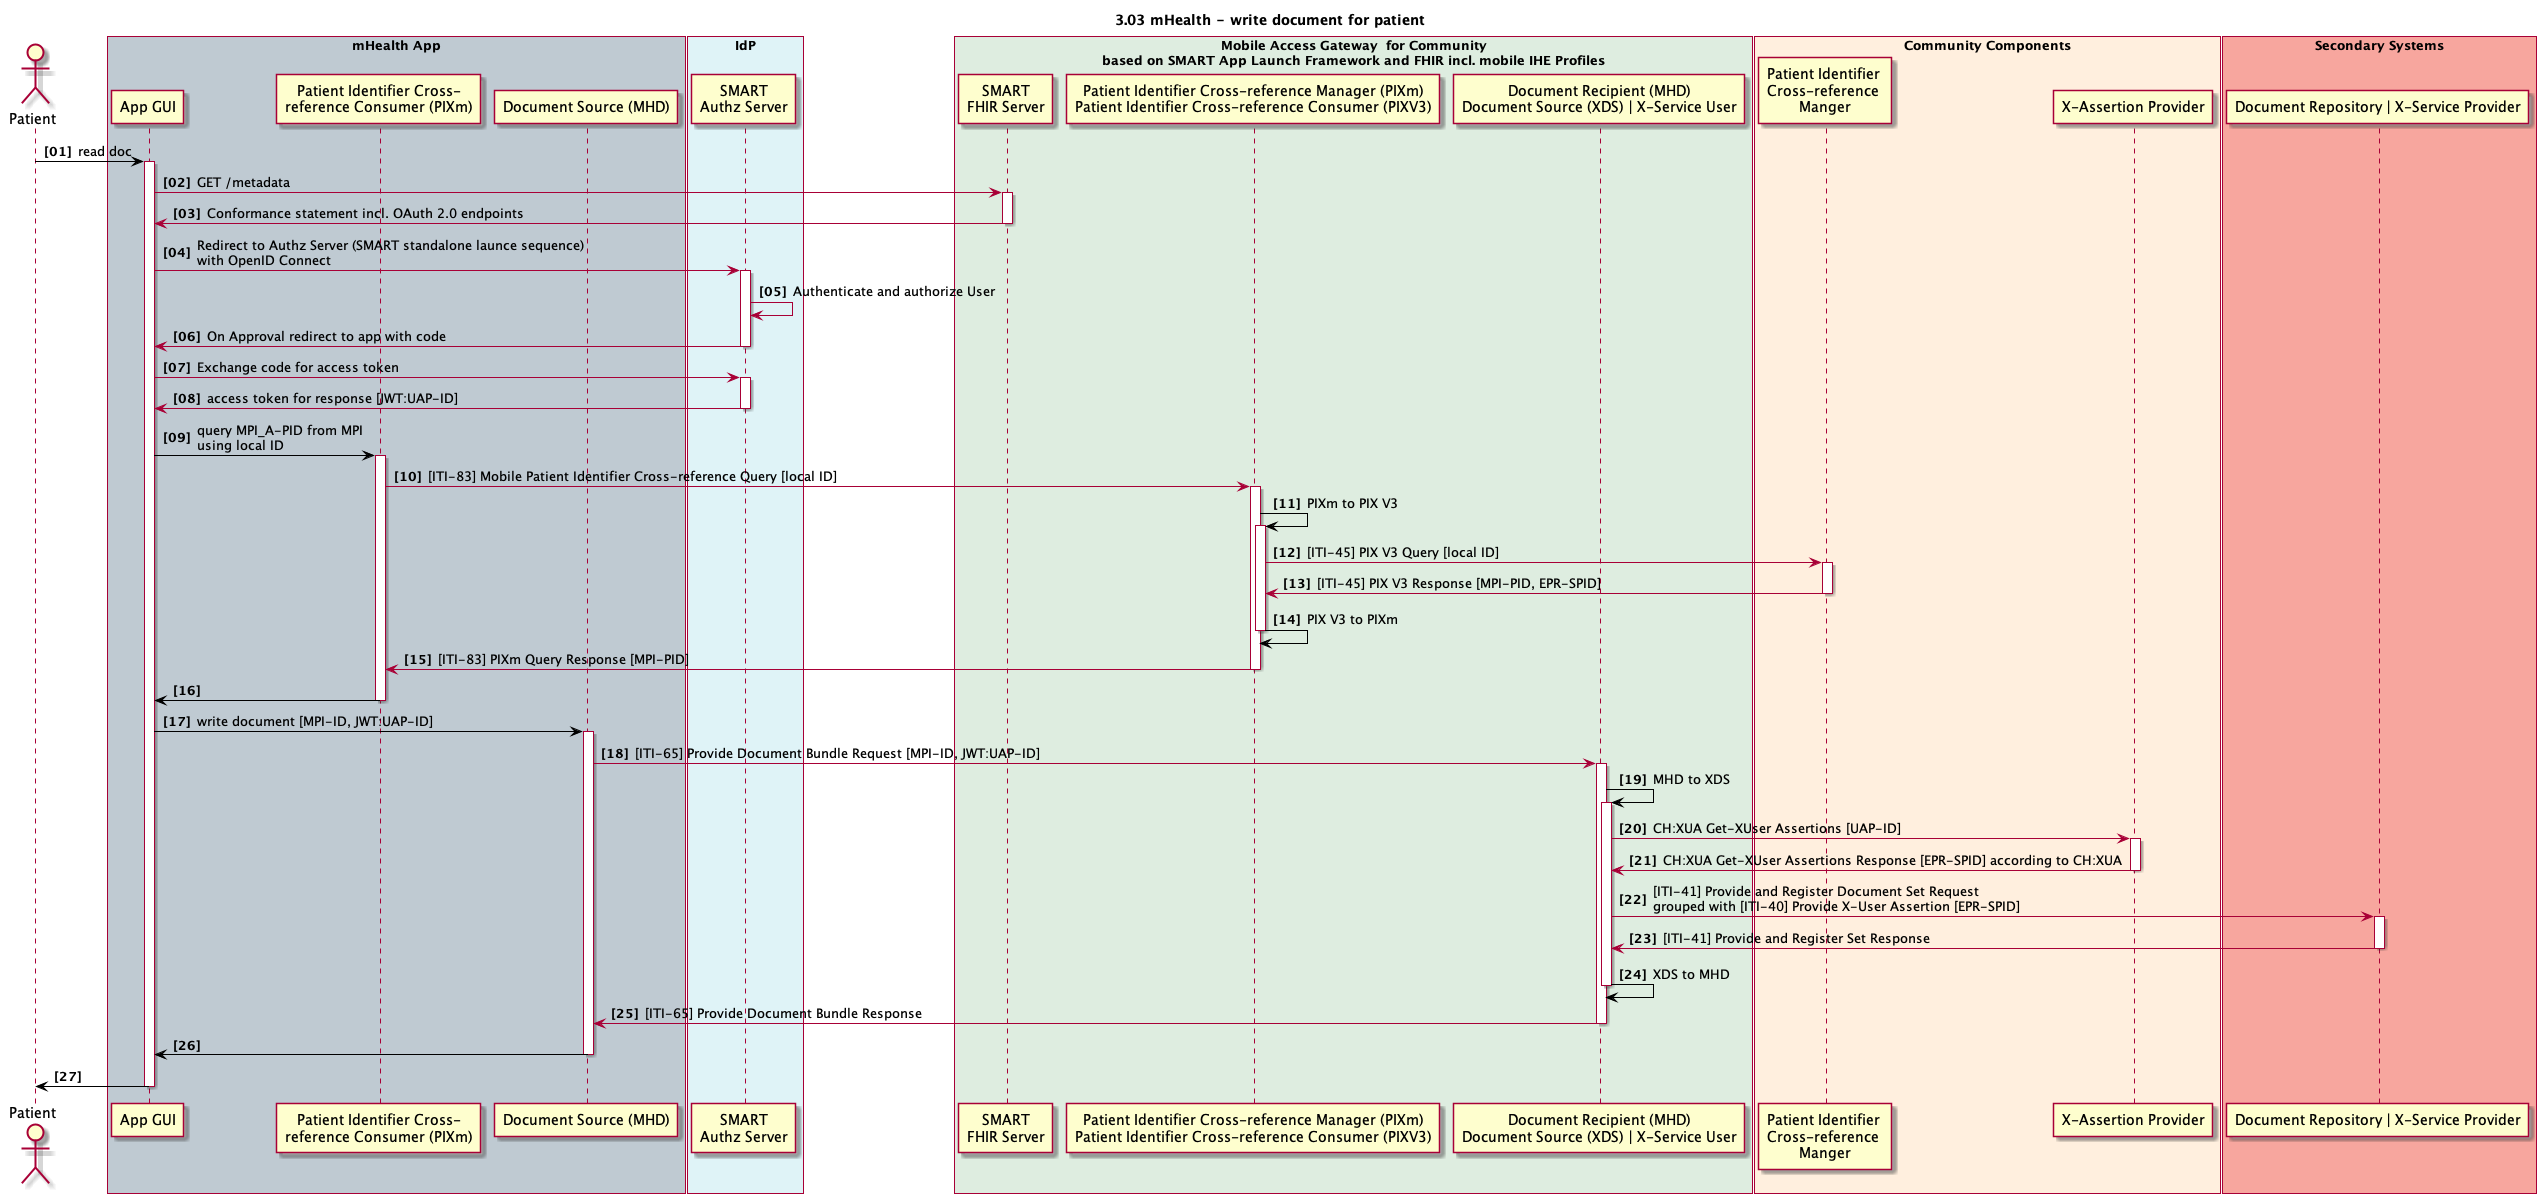 3.03 mHealth - write document for patient
mHealth App
IdP
Mobile Access Gateway for Community
based on SMART App Launch Framework and FHIR incl. mobile IHE Profiles
Community Components
Secondary Systems
Patient
App GUI
Patient Identifier Cross-
reference Consumer (PIXm)
Document Source (MHD)
SMART
Authz Server
SMART
FHIR Server
Patient Identifier Cross-reference Manager (PIXm)
Patient Identifier Cross-reference Consumer (PIXV3)
Document Recipient (MHD)
Document Source (XDS) | X-Service User
Patient Identifier
Cross-reference
Manger
X-Assertion Provider
Document Repository | X-Service Provider
[01] read doc
[02] GET /metadata
[03] Conformance statement incl. OAuth 2.0 endpoints
[04] Redirect to Authz Server (SMART standalone launce sequence)
with OpenID Connect
[05] Authenticate and authorize User
[06] On Approval redirect to app with code
[07] Exchange code for access token
[08] access token for response [JWT:UAP-ID]
[09] query MPI_A-PID from MPI
using local ID
[10] [ITI-83] Mobile Patient Identifier Cross-reference Query [local ID]
[11] PIXm to PIX V3
[12] [ITI-45] PIX V3 Query [local ID]
[13] [ITI-45] PIX V3 Response [MPI-PID, EPR-SPID]
[14] PIX V3 to PIXm
[15] [ITI-83] PIXm Query Response [MPI-PID]
[16]
[17] write document [MPI-ID, JWT:UAP-ID]
[18] [ITI-65] Provide Document Bundle Request [MPI-ID, JWT:UAP-ID]
[19] MHD to XDS
[20] CH:XUA Get-XUser Assertions [UAP-ID]
[21] CH:XUA Get-XUser Assertions Response [EPR-SPID] according to CH:XUA
[22] [ITI-41] Provide and Register Document Set Request
grouped with [ITI-40] Provide X-User Assertion [EPR-SPID]
[23] [ITI-41] Provide and Register Set Response
[24] XDS to MHD
[25] [ITI-65] Provide Document Bundle Response
[26]
[27]
Patient
App GUI
Patient Identifier Cross-
reference Consumer (PIXm)
Document Source (MHD)
SMART
Authz Server
SMART
FHIR Server
Patient Identifier Cross-reference Manager (PIXm)
Patient Identifier Cross-reference Consumer (PIXV3)
Document Recipient (MHD)
Document Source (XDS) | X-Service User
Patient Identifier
Cross-reference
Manger
X-Assertion Provider
Document Repository | X-Service Provider